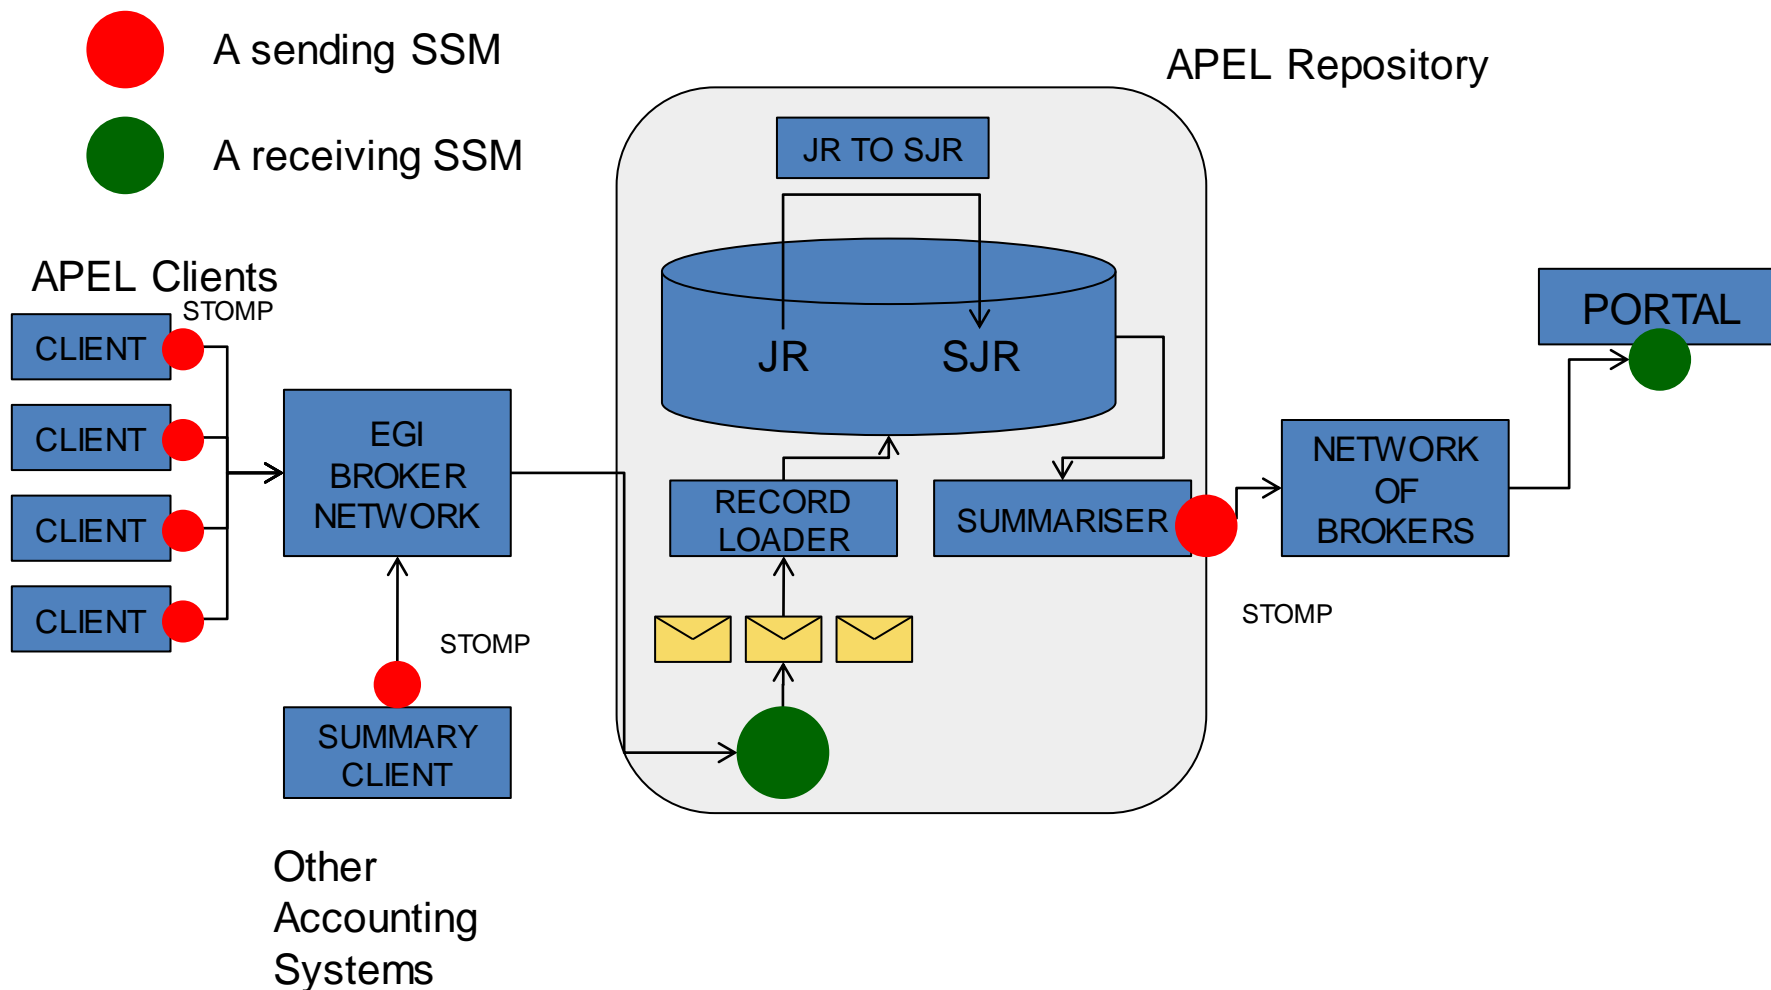 A sending SSM
A receiving SSM
APEL Repository
JR TO SJR
APEL Clients
STOMP
CLIENT
CLIENT
CLIENT
CLIENT
EGI
BROKER
NETWORK
STOMP
SUMMARY
CLIENT
Other
Accounting
Systems
JR
SJR
RECORD
LOADER
SUMMARISER
STOMP
NETWORK
OF
BROKERS
PORTAL